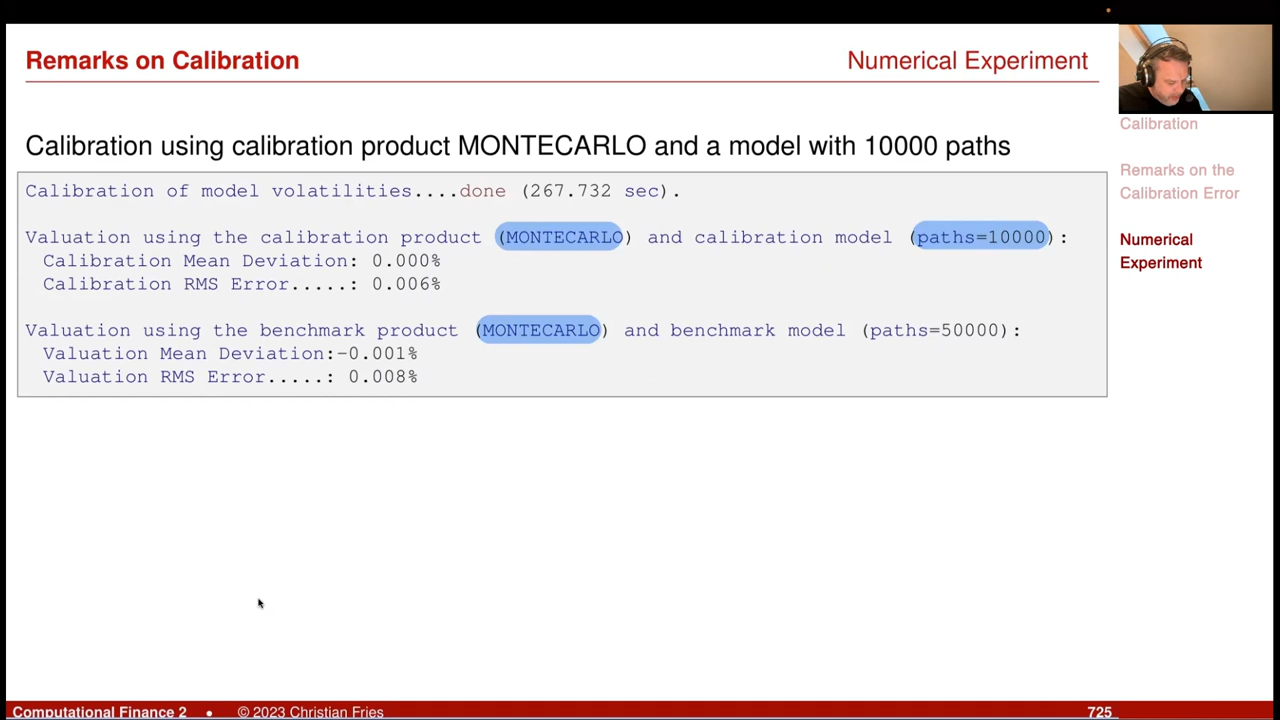 Remarks on Calibration
Numerical Experiment
Calibration using calibration product MONTECARLO and a model with 10000 paths
Calibration of model volatilities....done (267.732 sec).
Valuation using the calibration product (MONTECARLO) and calibration model (paths=10000):
Calibration Mean Deviation: 0.000%
Calibration RMS Error.....: 0.006%
Valuation using the benchmark product (MONTECARLO) and benchmark model (paths=50000):
Valuation Mean Deviation:-0.001%
Valuation RMS Error.....: 0.008%
Calibration
Remarks on the
Calibration Error
Numerical
Experiment
Computational Finance 2 • © 2023 Christian Fries
725